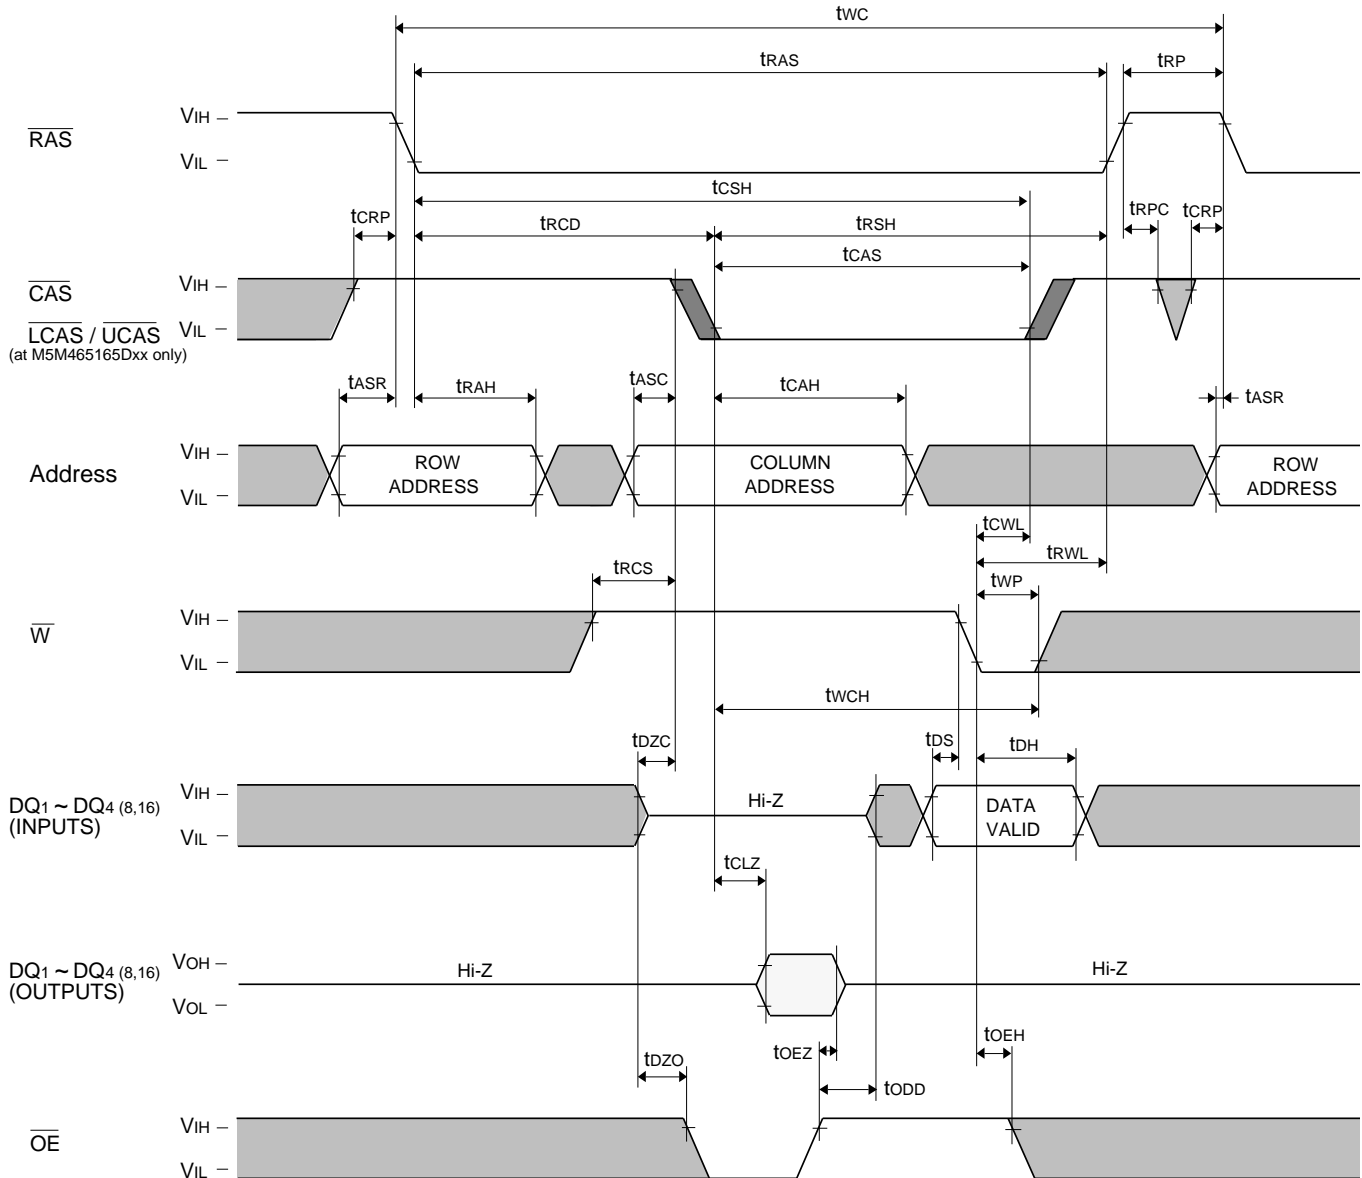 tWC
tRAS
tRP
RAS
VIH
VIL
tCSH
tCRP
tRCD
tRSH
tRPC
tCRP
tCAS
CAS
VIH
LCAS / UCAS
VIL
(at M5M465165Dxx only)
tASR
tRAH
tASC
tCAH
tASR
Address
VIH
VIL
ROW
ADDRESS
COLUMN
ADDRESS
ROW
ADDRESS
tCWL
tRWL
tRCS
tWP
W
VIH
VIL
tWCH
tDZC
tDS
tDH
DQ1 ~ DQ4 (8,16)
(INPUTS)
VIH
VIL
Hi-Z
DATA
VALID
tCLZ
DQ1 ~ DQ4 (8,16)
(OUTPUTS)
VOH
VOL
Hi-Z
Hi-Z
tOEZ
tOEH
tDZO
tODD
OE
VIH
VIL